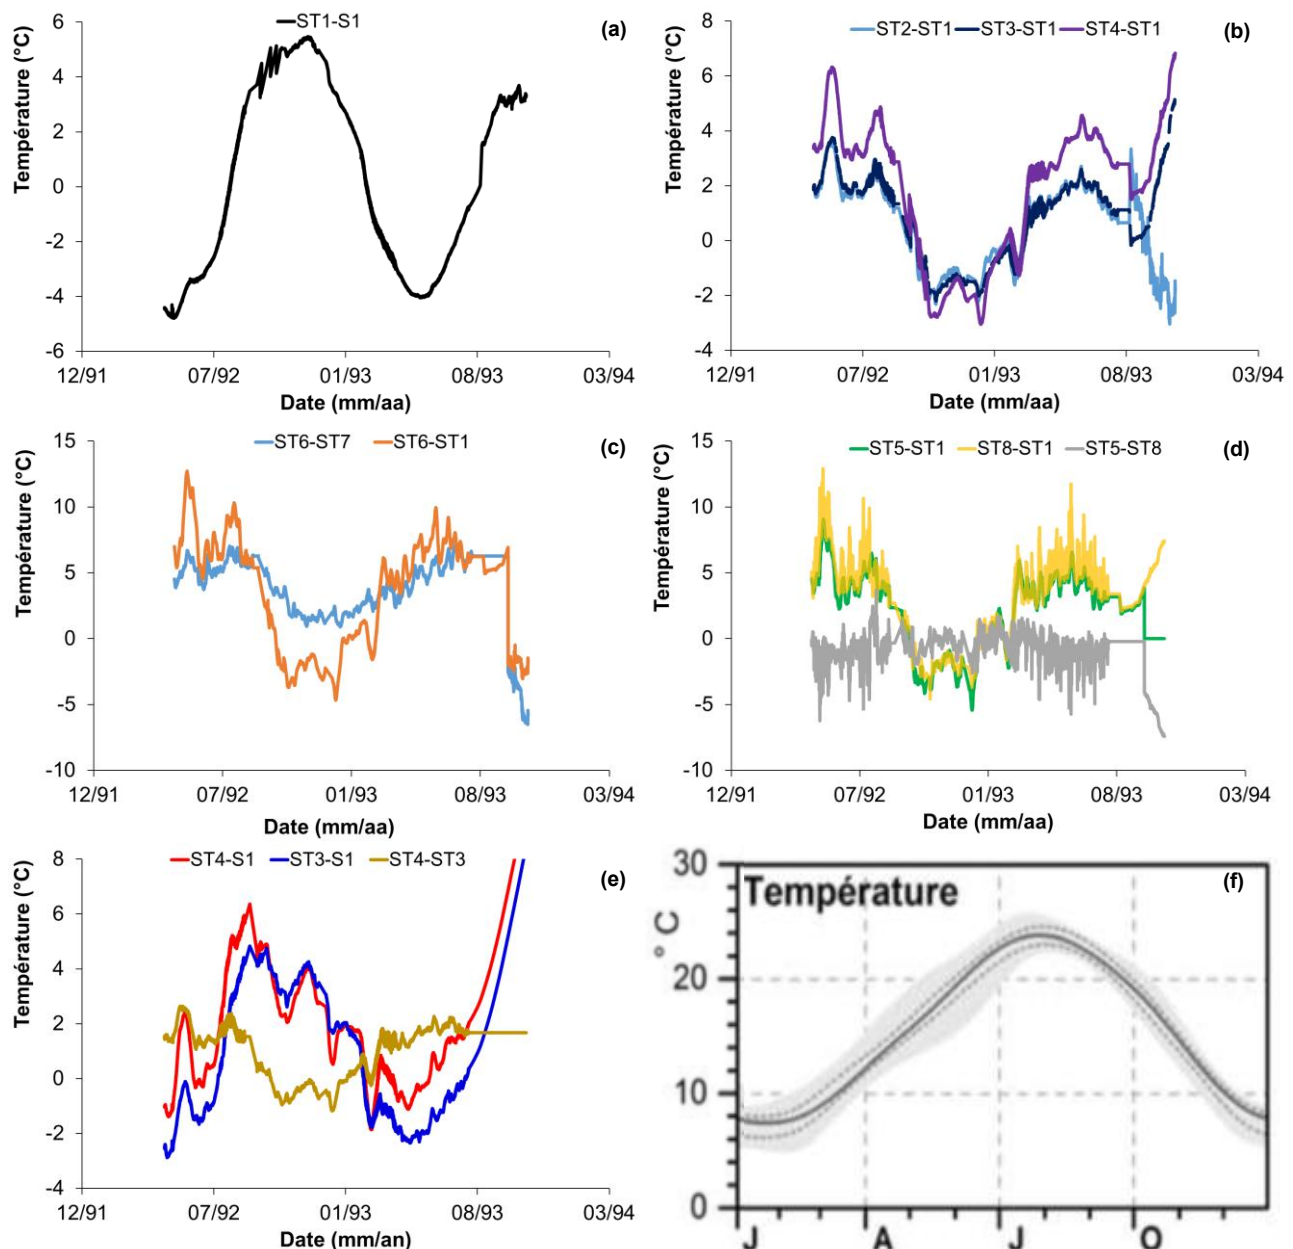 ST1-S1
(a)
Température (°C)
6
4
2
0
-2
-4
-6
12/91 07/92 01/93 08/93 03/94
Date (mm/aa)
ST2-ST1 ST3-ST1 ST4-ST1
(b)
Température (°C)
8
6
4
2
0
-2
-4
12/91 07/92 01/93 08/93 03/94
Date (mm/aa)
ST6-ST7 ST6-ST1
(c)
Température (°C)
15
10
5
0
-5
-10
12/91 07/92 01/93 08/93 03/94
Date (mm/aa)
ST5-ST1 ST8-ST1 ST5-ST8
(d)
Température (°C)
15
10
5
0
-5
-10
12/91 07/92 01/93 08/93 03/94
Date (mm/aa)
ST4-S1 ST3-S1 ST4-ST3
(e)
Température (°C)
8
6
4
2
0
-2
-4
12/91 07/92 01/93 08/93 03/94
Date (mm/an)
Température
(f)
° C
30
20
10
0
J A J O